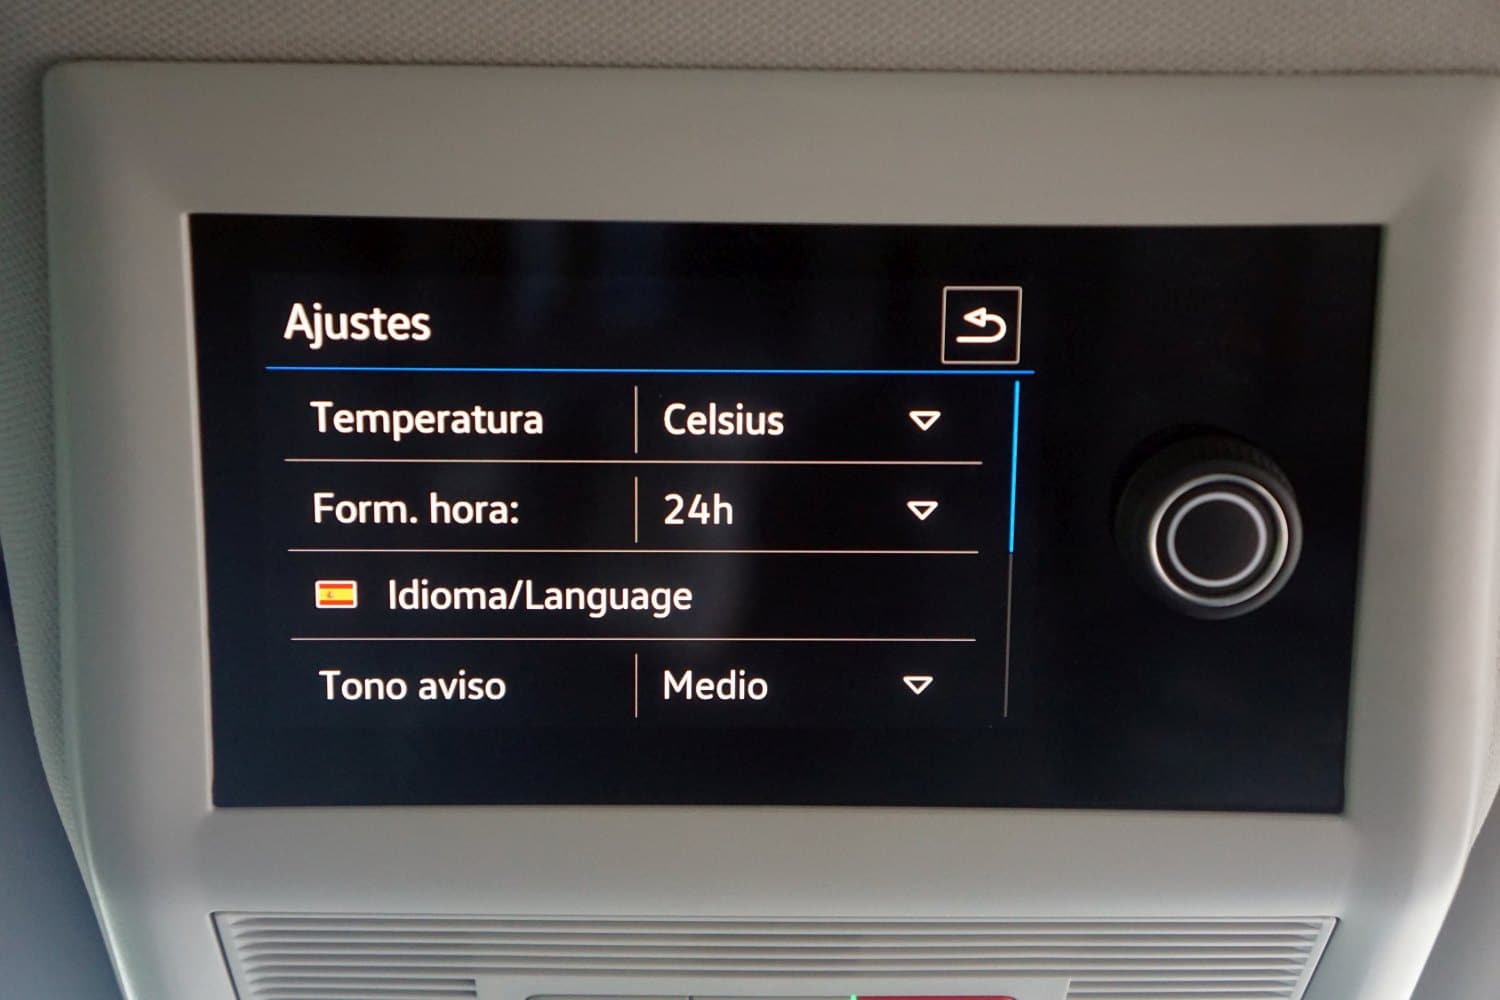 Ajustes
Temperatura Celsius
Form. hora: 24h
Idioma/Language
Tono aviso Medio